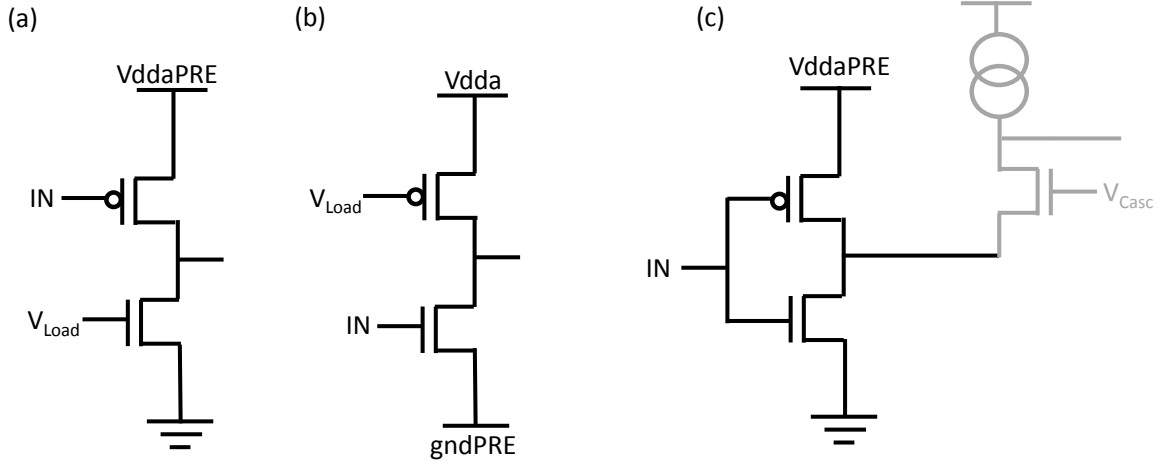 (a)
VddaPRE
IN
VLoad
(b)
Vdda
VLoad
IN
gndPRE
(c)
VddaPRE
IN
VCasc